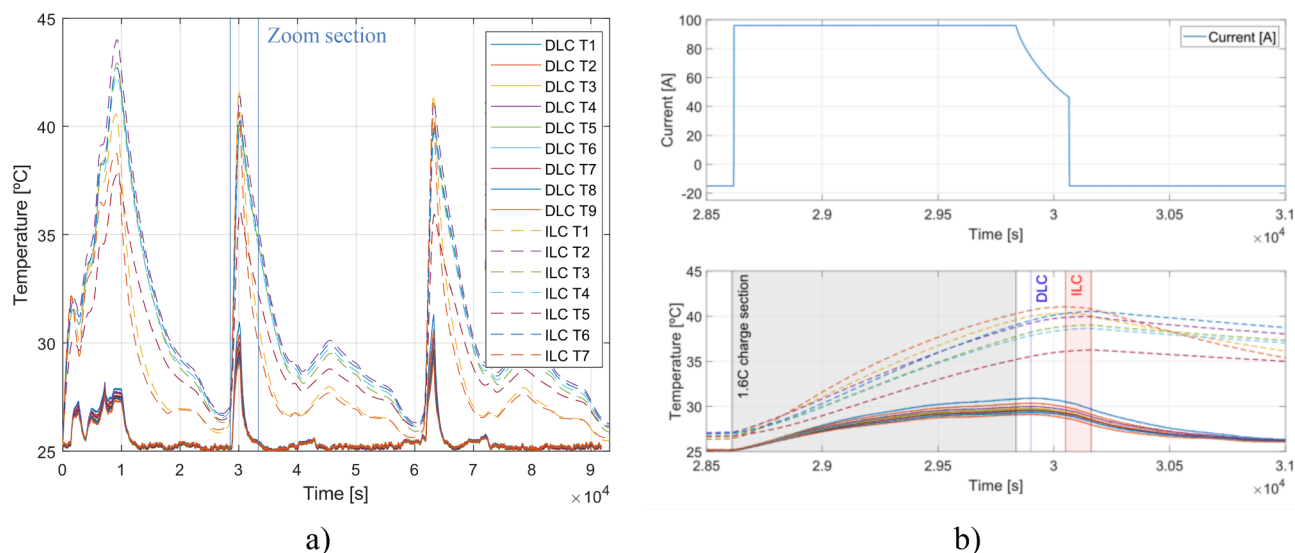 Zoom section
45
40
35
30
25
Temperature [ºC]
0 1 2 3 4 5 6 7 8 9
Time [s]
× 10⁴
DLC T1
DLC T2
DLC T3
DLC T4
DLC T5
DLC T6
DLC T7
DLC T8
DLC T9
ILC T1
ILC T2
ILC T3
ILC T4
ILC T5
ILC T6
ILC T7
a)
100
80
60
40
20
0
-20
Current [A]
Current [A]
2.85 2.9 2.95 3 3.05 3.1
Time [s]
× 10⁴
45
40
35
30
25
Temperature [ºC]
1.6C charge section
DLC
ILC
2.85 2.9 2.95 3 3.05 3.1
Time [s]
× 10⁴
b)